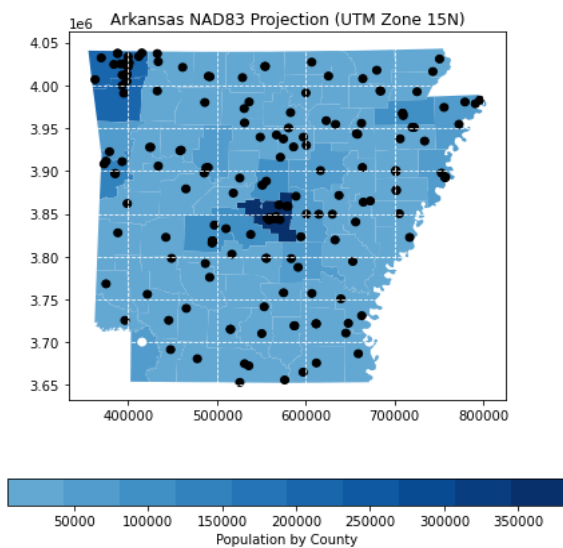 Arkansas NAD83 Projection (UTM Zone 15N)
1e6
4.05
4.00
3.95
3.90
3.85
3.80
3.75
3.70
3.65
400000 500000 600000 700000 800000
50000 100000 150000 200000 250000 300000 350000
Population by County